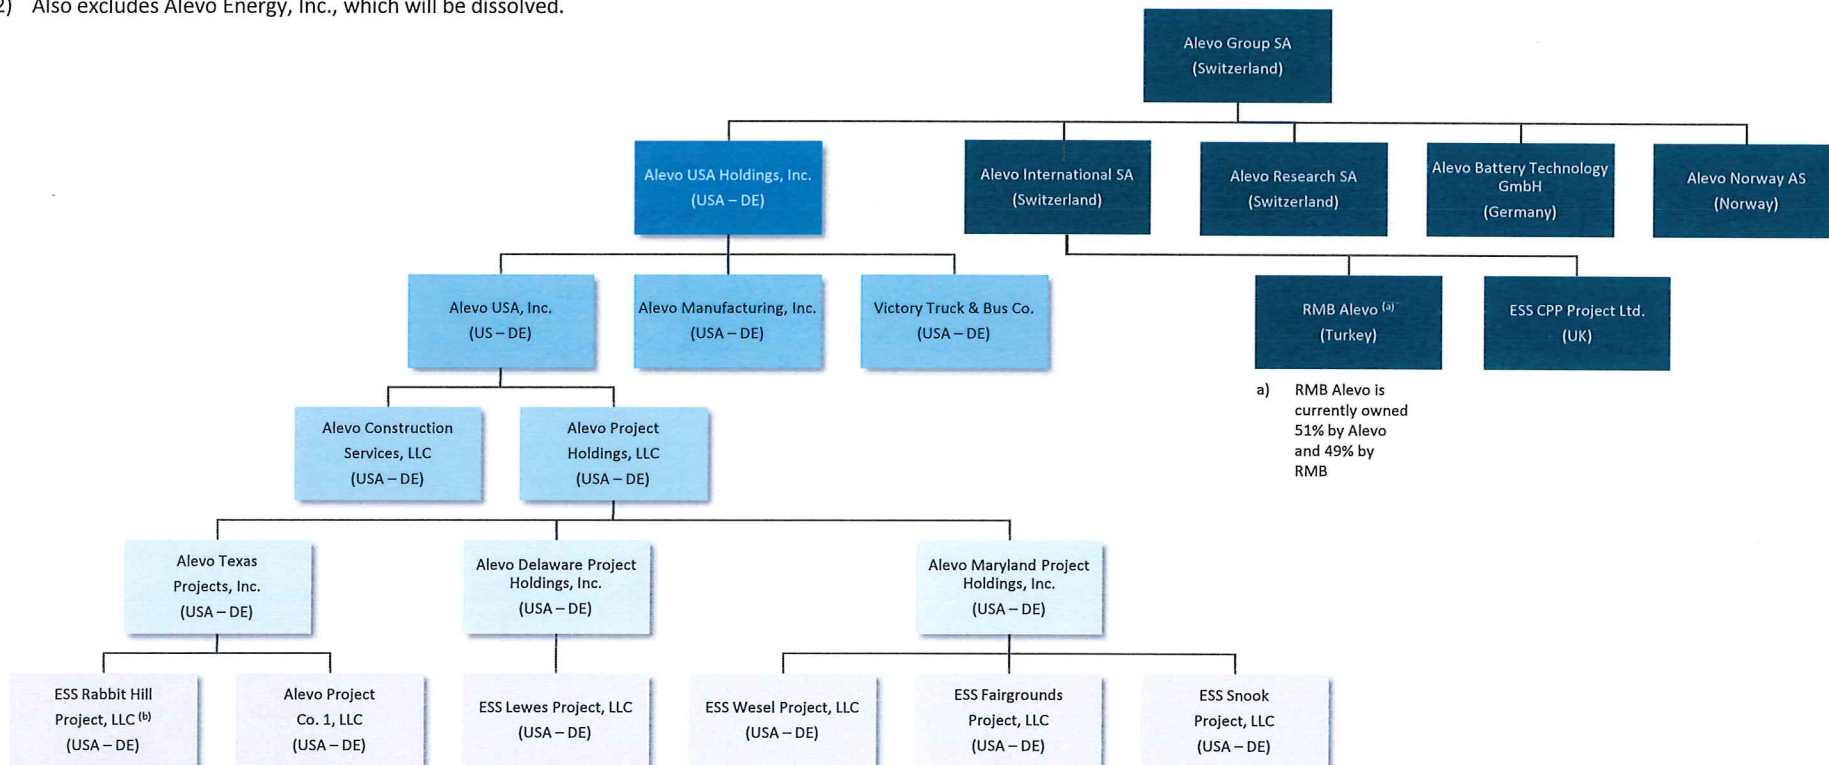 2) Also excludes Alevo Energy, Inc., which will be dissolved.
Alevo Group SA
(Switzerland)
Alevo USA Holdings, Inc.
(USA – DE)
Alevo International SA
(Switzerland)
Alevo Research SA
(Switzerland)
Alevo Battery Technology
GmbH
(Germany)
Alevo Norway AS
(Norway)
Alevo USA, Inc.
(US – DE)
Alevo Manufacturing, Inc.
(USA – DE)
Victory Truck & Bus Co.
(USA – DE)
RMB Alevo (a)
(Turkey)
ESS CPP Project Ltd.
(UK)
a) RMB Alevo is
currently owned
51% by Alevo
and 49% by
RMB
Alevo Construction
Services, LLC
(USA – DE)
Alevo Project
Holdings, LLC
(USA – DE)
Alevo Texas
Projects, Inc.
(USA – DE)
Alevo Delaware Project
Holdings, Inc.
(USA – DE)
Alevo Maryland Project
Holdings, Inc.
(USA – DE)
ESS Rabbit Hill
Project, LLC (b)
(USA – DE)
Alevo Project
Co. 1, LLC
(USA – DE)
ESS Lewes Project, LLC
(USA – DE)
ESS Wesel Project, LLC
(USA – DE)
ESS Fairgrounds
Project, LLC
(USA – DE)
ESS Snook
Project, LLC
(USA – DE)